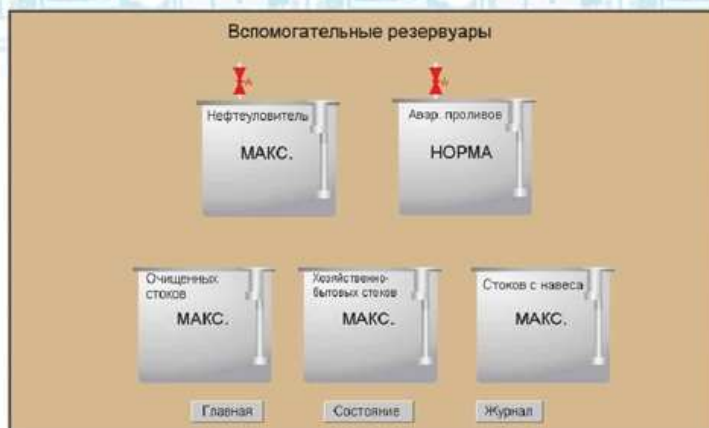 Вспомогательные резервуары
Нефтеуловитель
МАКС.
Авар. проливов
НОРМА
Очищенных
стоков
МАКС.
Хозяйственно-
бытовых стоков
МАКС.
Стоков с навеса
МАКС.
Главная
Состояние
Журнал